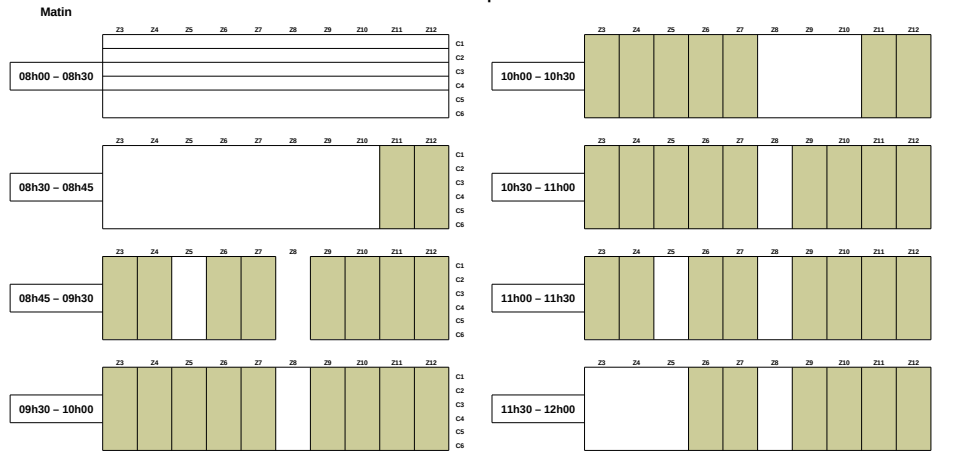 Matin
Z3 Z4 Z5 Z6 Z7 Z8 Z9 Z10 Z11 Z12
08h00 – 08h30
C1
C2
C3
C4
C5
C6
Z3 Z4 Z5 Z6 Z7 Z8 Z9 Z10 Z11 Z12
08h30 – 08h45
C1
C2
C3
C4
C5
C6
Z3 Z4 Z5 Z6 Z7 Z8 Z9 Z10 Z11 Z12
08h45 – 09h30
C1
C2
C3
C4
C5
C6
Z3 Z4 Z5 Z6 Z7 Z8 Z9 Z10 Z11 Z12
09h30 – 10h00
C1
C2
C3
C4
C5
C6
Z3 Z4 Z5 Z6 Z7 Z8 Z9 Z10 Z11 Z12
10h00 – 10h30
Z3 Z4 Z5 Z6 Z7 Z8 Z9 Z10 Z11 Z12
10h30 – 11h00
Z3 Z4 Z5 Z6 Z7 Z8 Z9 Z10 Z11 Z12
11h00 – 11h30
Z3 Z4 Z5 Z6 Z7 Z8 Z9 Z10 Z11 Z12
11h30 – 12h00